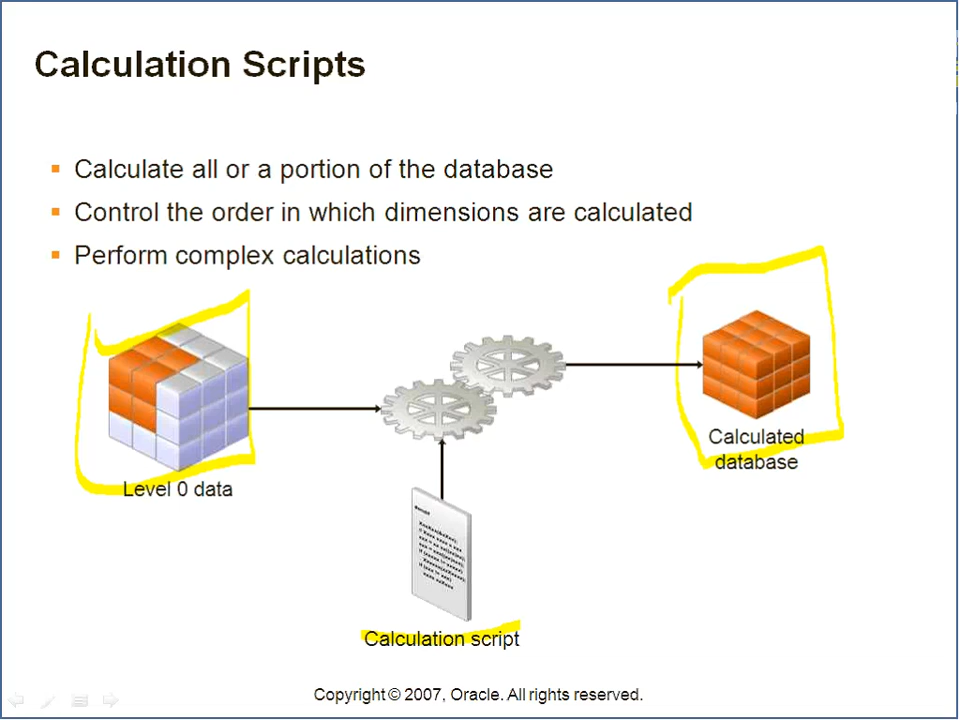 Calculation Scripts
Calculate all or a portion of the database
Control the order in which dimensions are calculated
Perform complex calculations
Level 0 data
Calculated
database
Calculation script
Copyright © 2007, Oracle. All rights reserved.